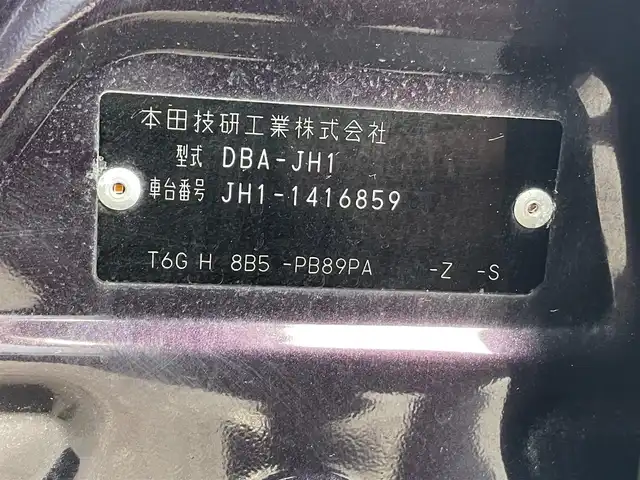 本田技研工業株式会社
型式 DBA-JH1
車台番号 JH1-1416859
T6G H 8B5 -PB89PA -Z -S